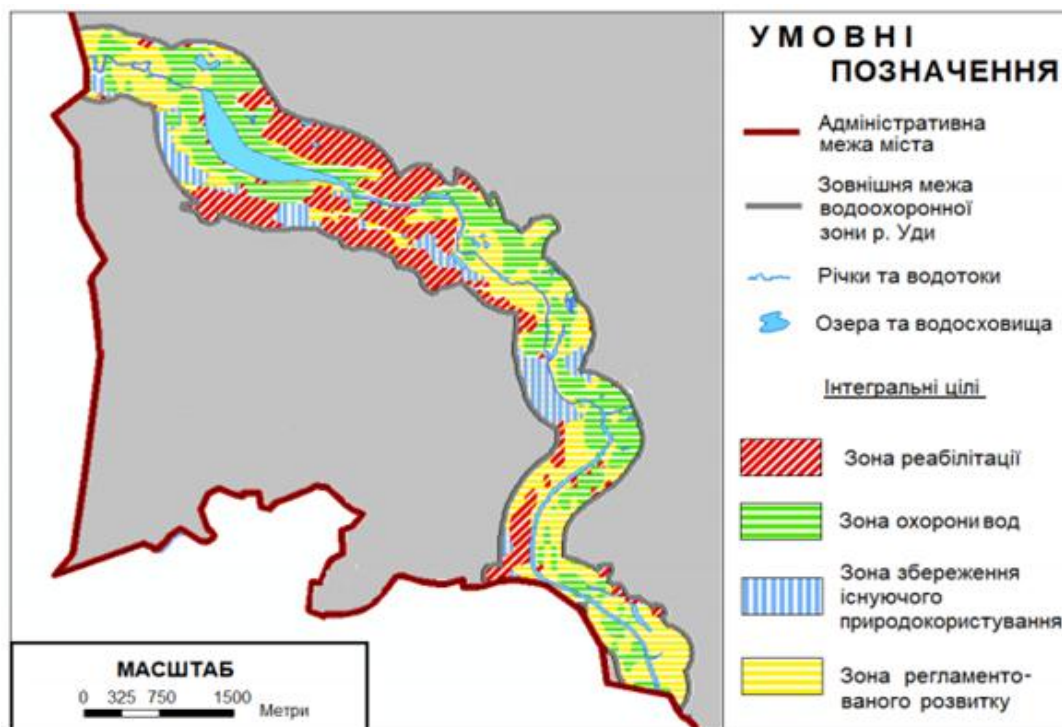 УМОВНІ
ПОЗНАЧЕННЯ
Адміністративна
межа міста
Зовнішня межа
водоохоронної
зони р. Уди
Річки та водотоки
Озера та водосховища
Інтегральні цілі
Зона реабілітації
Зона охорони вод
Зона збереження
існуючого
природокористування
Зона регламенто-
ваного розвитку
МАСШТАБ
0 325 750 1500
Метри